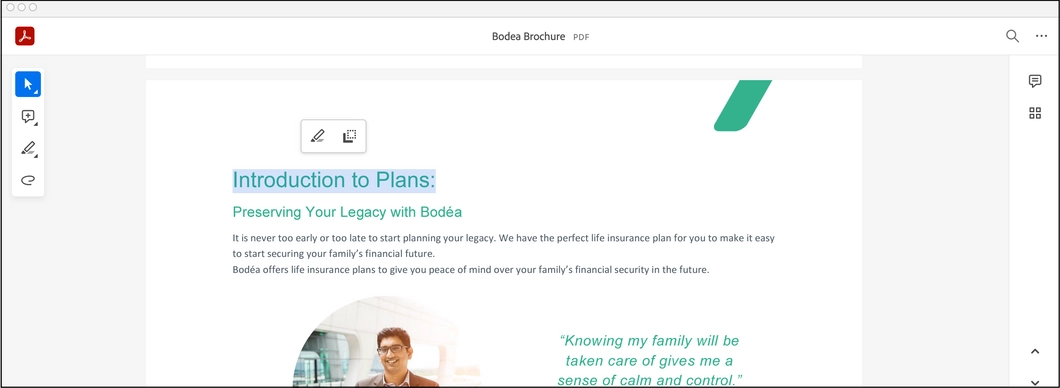 Bodea Brochure PDF
Introduction to Plans:
Preserving Your Legacy with Bodéa
It is never too early or too late to start planning your legacy. We have the perfect life insurance plan for you to make it easy
to start securing your family’s financial future.
Bodéa offers life insurance plans to give you peace of mind over your family’s financial security in the future.
“Knowing my family will be
taken care of gives me a
sense of calm and control.”